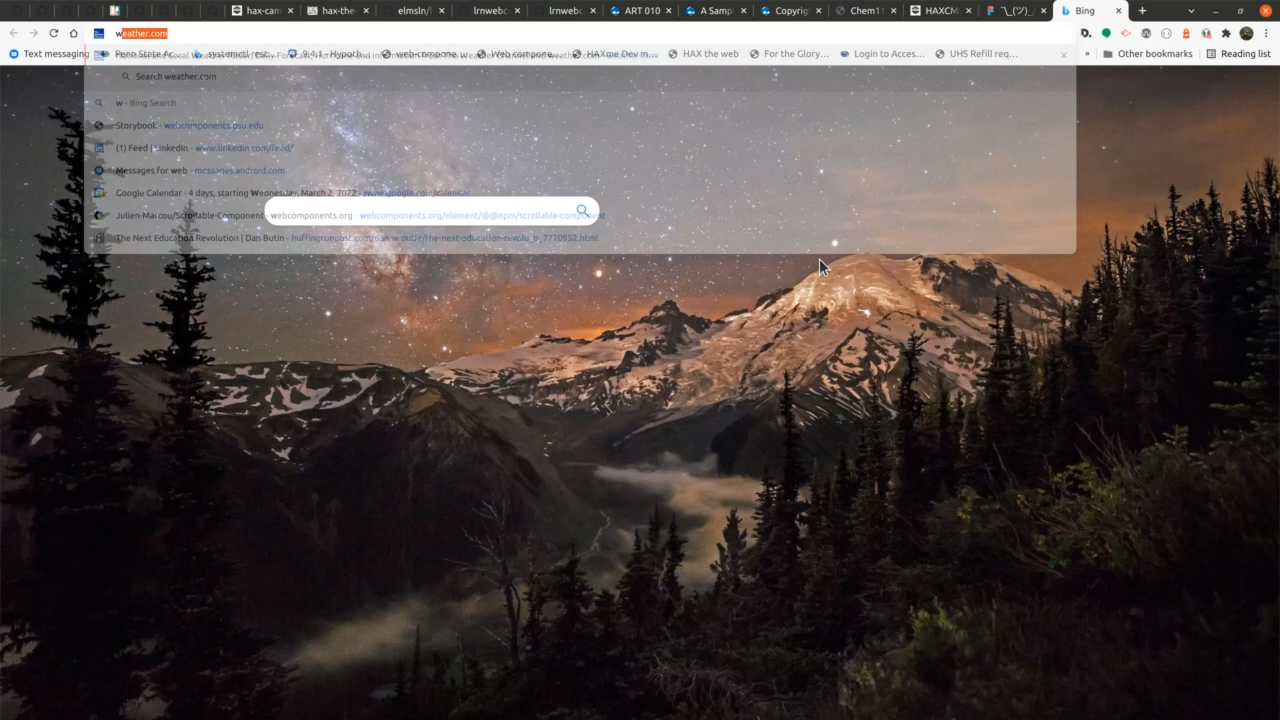 hax-cam
hax-the
elmsln/
lrnwebc
lrnwebc
ART 010
A Samp
Copyrig
Chem1
HAXCM
¯\_(ツ)_
Bing
weather.com
Text messaging
Penn State Ac...
systemctl rest...
9.4.1 - Hypoth...
web-compone...
Web compone...
HAXme Dev m...
HAX the web
For the Glory...
Login to Acces...
UHS Refill req...
»
Other bookmarks
Reading list
Search weather.com
w - Bing Search
Storybook - webcomponents.psu.edu
(1) Feed | LinkedIn - www.linkedin.com/feed/
Messages for web - messages.android.com
Google Calendar - 4 days, starting Wednesday, March 2, 2022 - www.google.com/calendar
Julien-Marcou/Scrollable-Component - webcomponents.org - webcomponents.org/element/@@npm/scrollable-component
The Next Education Revolution | Dan Butin - huffingtonpost.com/dan-w-butin/the-next-education-revolu_b_7770952.html